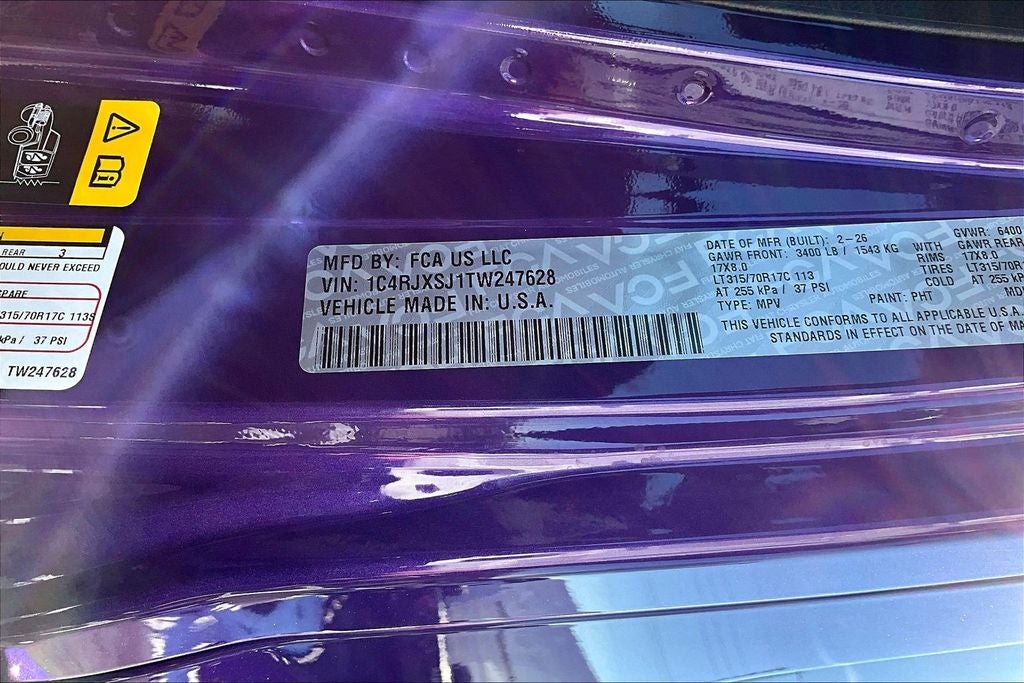 REAR 3
OULD NEVER EXCEED
PARE
315/70R17C 113S
kPa / 37 PSI
TW247628
MFD BY: FCA US LLC
VIN: 1C4RJXSJ1TW247628
VEHICLE MADE IN: U.S.A.
DATE OF MFR (BUILT): 2-26 GVWR: 6400
GAWR FRONT: 3400 LB / 1543 KG WITH GAWR REAR
17X8.0 RIMS 17X8.0
LT315/70R17C 113 TIRES LT315/70R17C
AT 255 kPa / 37 PSI COLD AT 255 kP
TYPE: MPV PAINT: PHT
THIS VEHICLE CONFORMS TO ALL APPLICABLE U.S.A.
STANDARDS IN EFFECT ON THE DATE OF MA